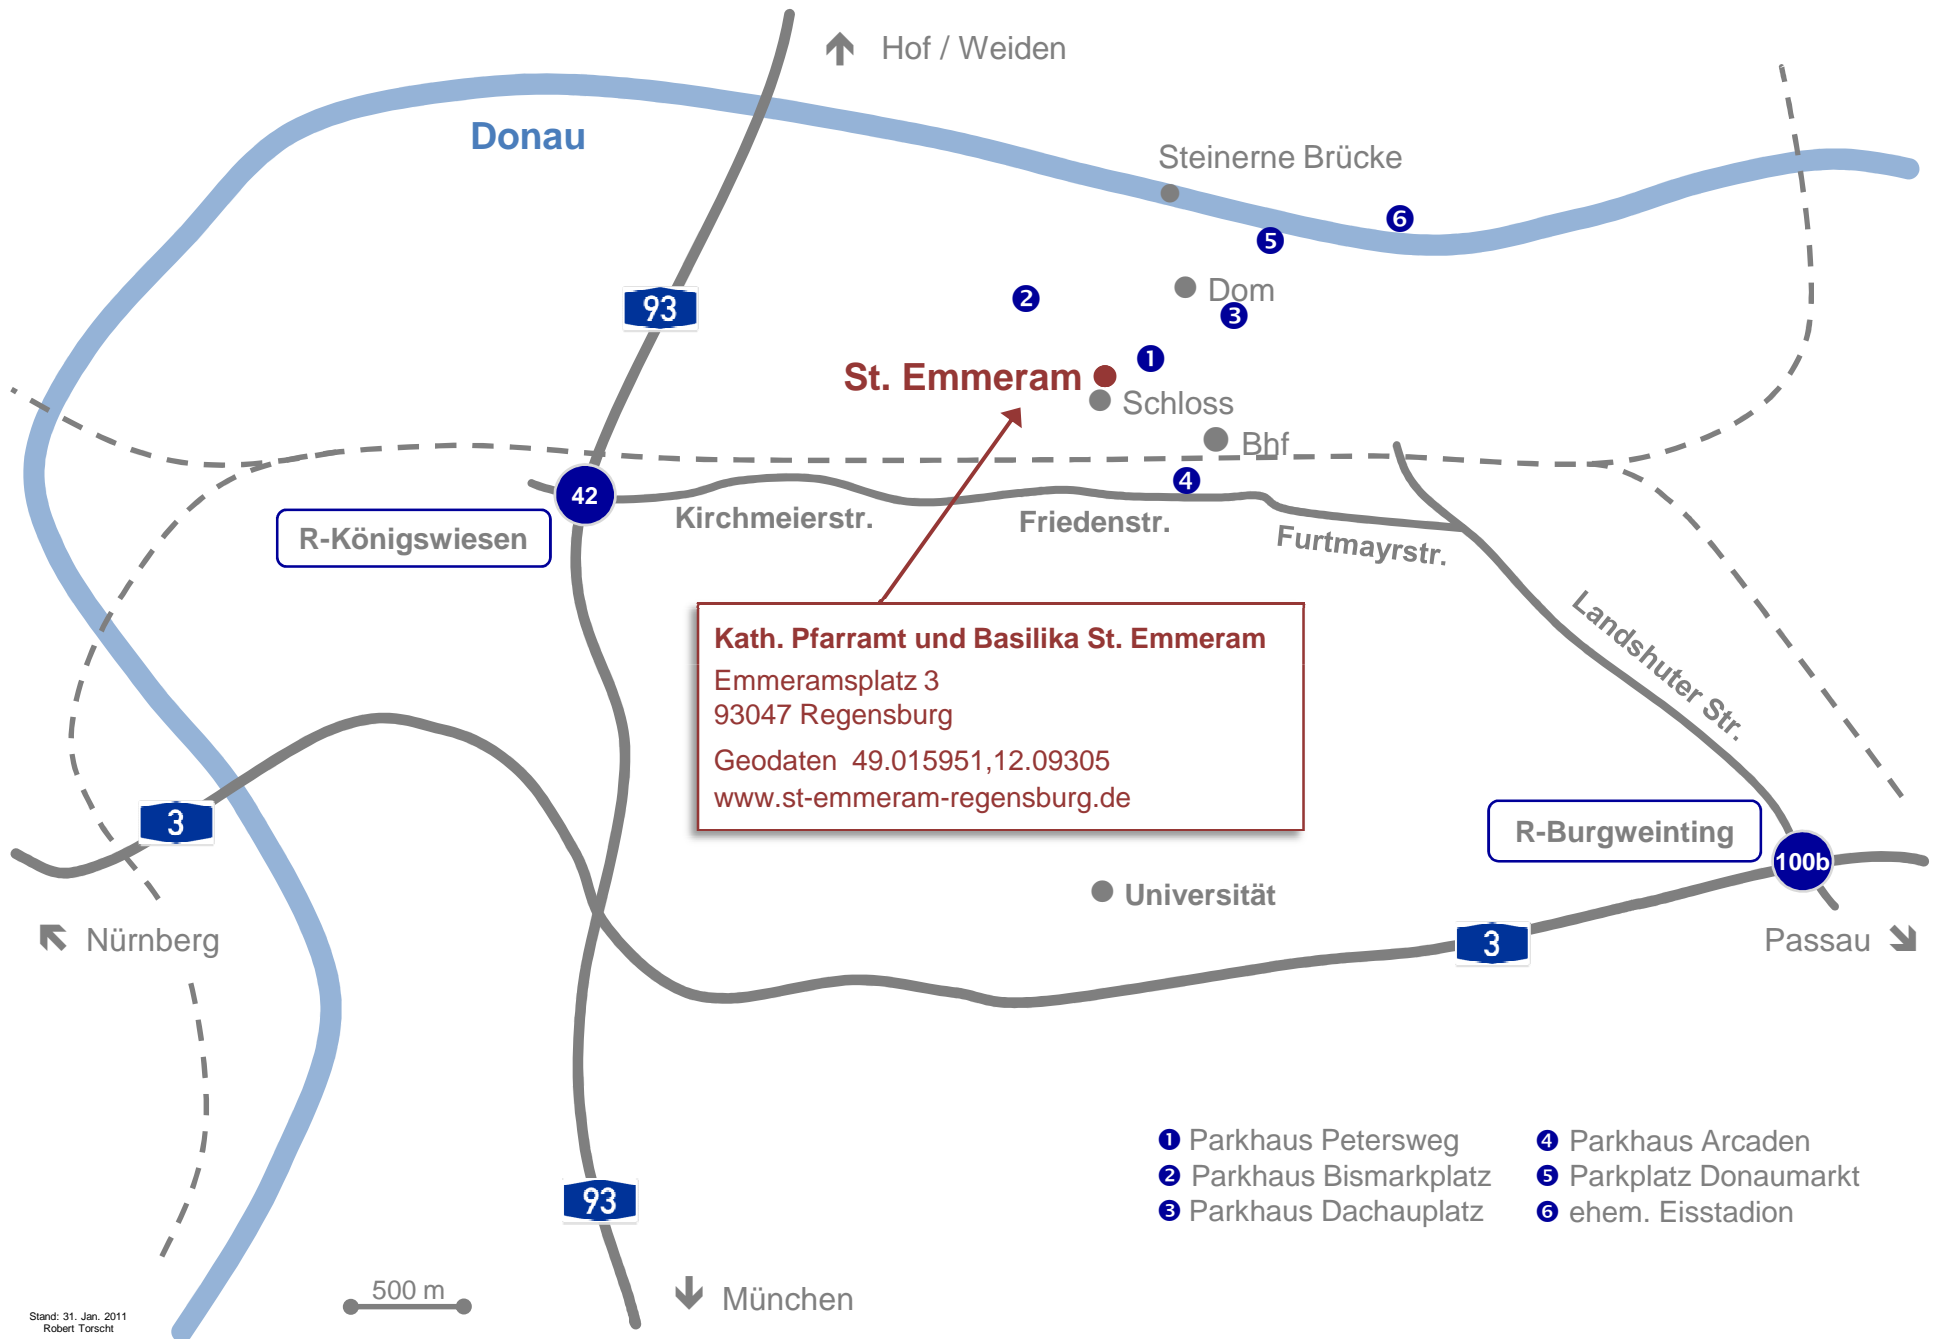 Hof / Weiden
Donau
Steinerne Brücke
6
5
93
2
Dom
3
1
St. Emmeram
Schloss
Bhf
42
4
Kirchmeierstr.
Friedenstr.
Furtmayrstr.
R-Königswiesen
Landshuter Str.
Kath. Pfarramt und Basilika St. Emmeram
Emmeramsplatz 3
93047 Regensburg
Geodaten 49.015951,12.09305
www.st-emmeram-regensburg.de
3
R-Burgweinting
100b
Universität
Nürnberg
3
Passau
1 Parkhaus Petersweg
2 Parkhaus Bismarkplatz
3 Parkhaus Dachauplatz
4 Parkhaus Arcaden
5 Parkplatz Donaumarkt
6 ehem. Eisstadion
93
500 m
München
Stand: 31. Jan. 2011
Robert Torscht